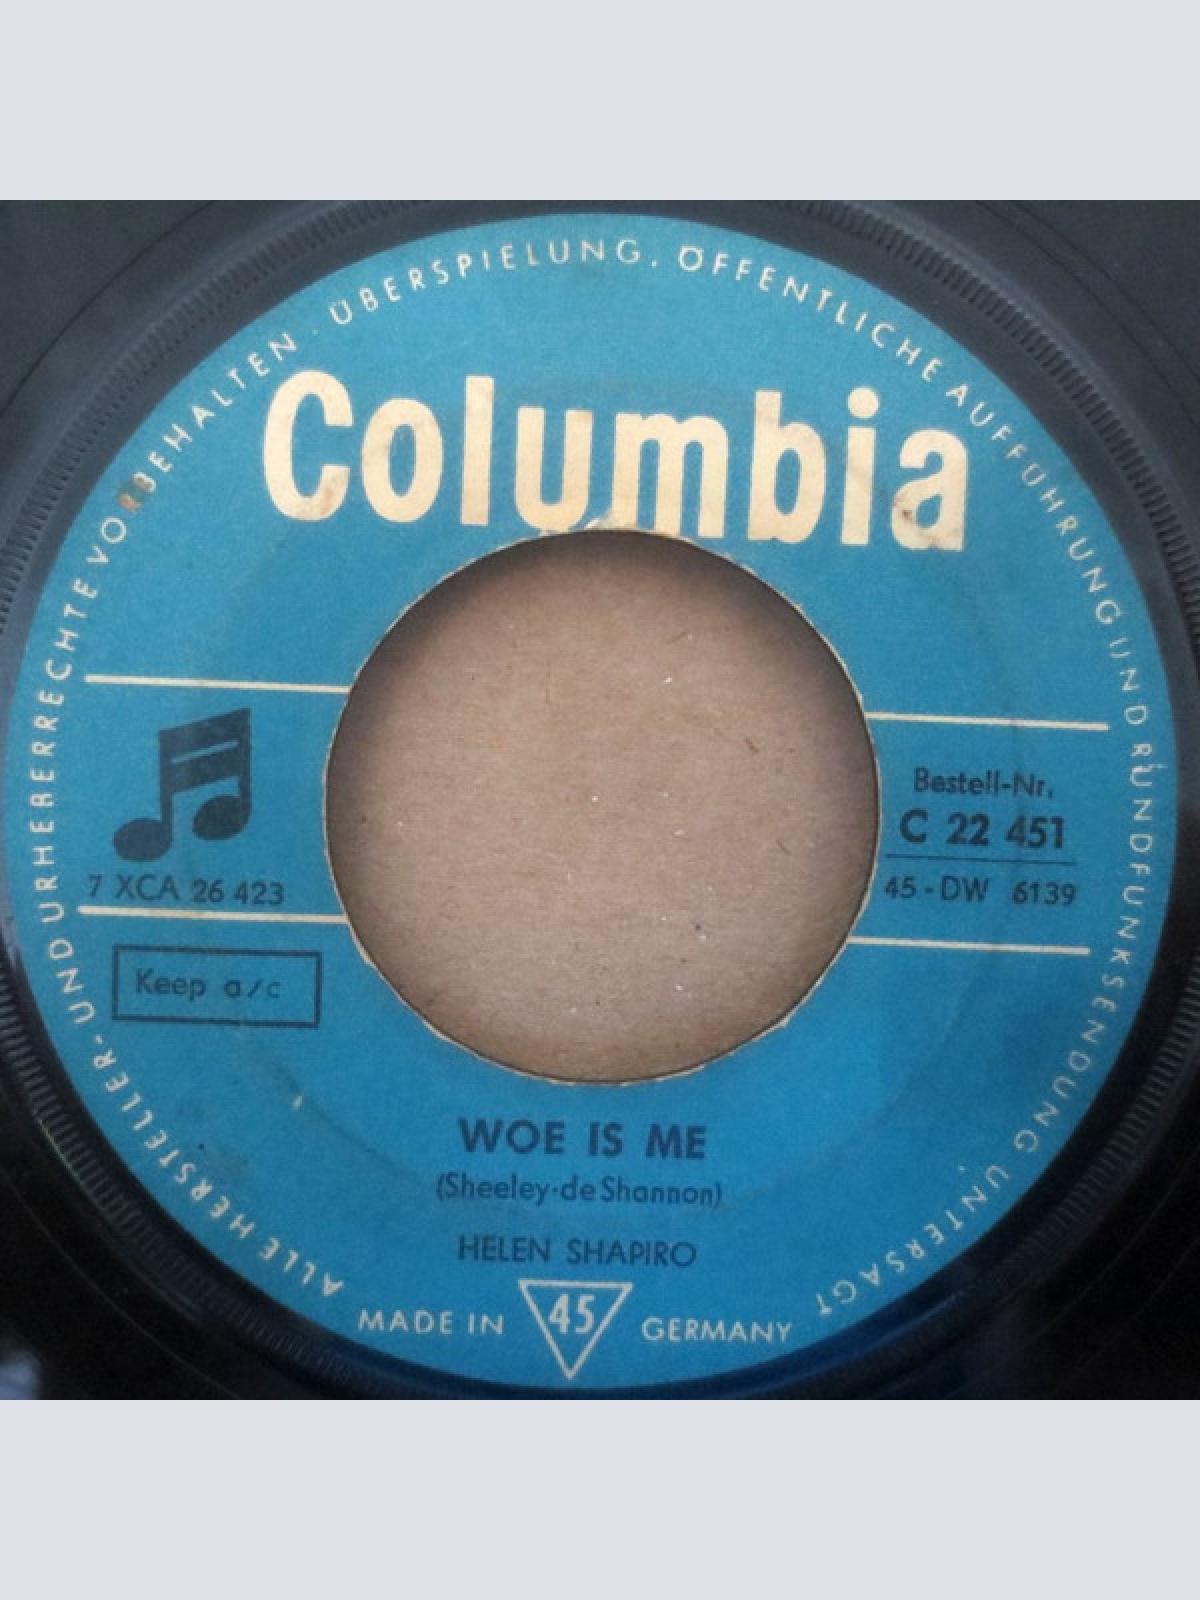 ALLE HERSTELLER- UND URHEBERRECHTE VORBEHALTEN · ÜBERSPIELUNG, ÖFFENTLICHE AUFFÜHRUNG UND RUNDFUNKSENDUNG UNTERSAGT
Columbia
7 XCA 26 423
Keep a/c
Bestell-Nr.
C 22 451
45-DW 6139
WOE IS ME
(Sheeley-de Shannon)
HELEN SHAPIRO
MADE IN 45 GERMANY